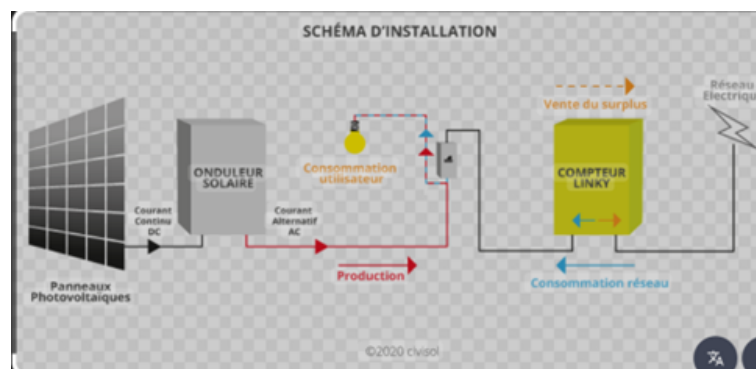 SCHÉMA D'INSTALLATION
Réseau
Electrique
Vente du surplus
ONDULEUR
SOLAIRE
Consommation
utilisateur
COMPTEUR
LINKY
Courant
Continu
DC
Courant
Alternatif
AC
Production
Consommation réseau
Panneaux
Photovoltaïques
©2020 civisol